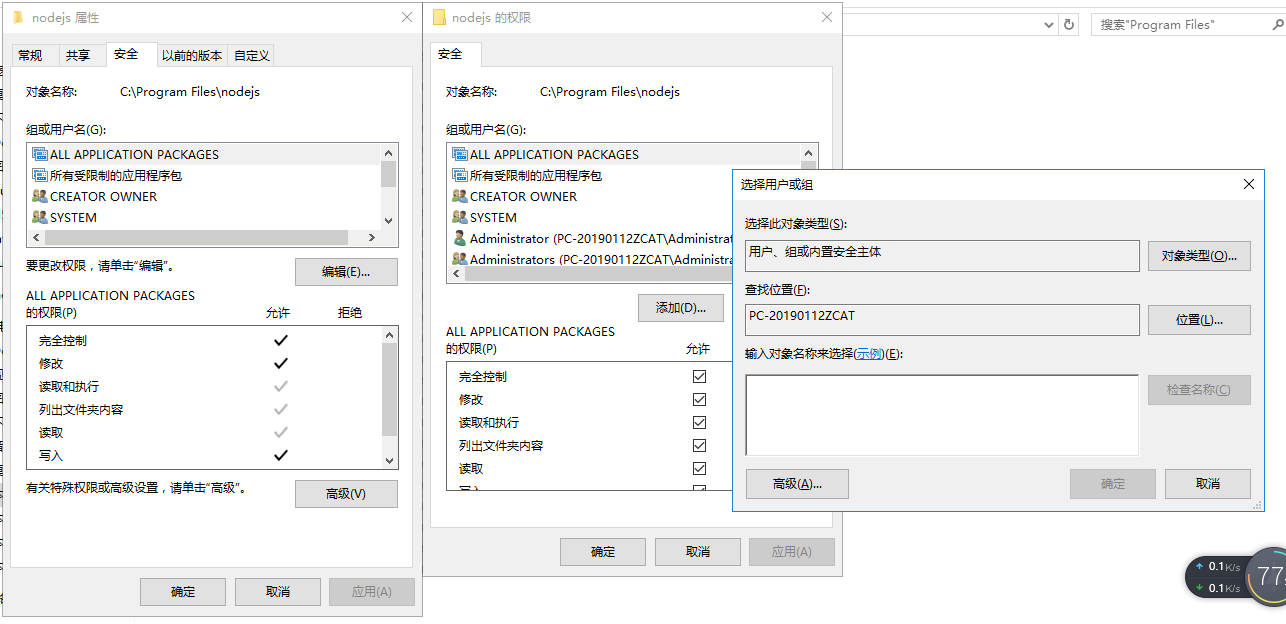 nodejs 属性
常规 共享 安全 以前的版本 自定义
对象名称: C:\Program Files\nodejs
组或用户名(G):
ALL APPLICATION PACKAGES
所有受限制的应用程序包
CREATOR OWNER
SYSTEM
要更改权限，请单击"编辑"。
编辑(E)...
ALL APPLICATION PACKAGES
的权限(P) 允许 拒绝
完全控制
修改
读取和执行
列出文件夹内容
读取
写入
有关特殊权限或高级设置，请单击"高级"。
高级(V)
确定 取消 应用(A)
nodejs 的权限
安全
对象名称: C:\Program Files\nodejs
组或用户名(G):
ALL APPLICATION PACKAGES
所有受限制的应用程序包
CREATOR OWNER
SYSTEM
Administrator (PC-20190112ZCAT\Administrat
Administrators (PC-20190112ZCAT\Administra
添加(D)...
ALL APPLICATION PACKAGES
的权限(P) 允许
完全控制
修改
读取和执行
列出文件夹内容
读取
确定 取消 应用(A)
搜索"Program Files"
选择用户或组
选择此对象类型(S):
用户、组或内置安全主体
对象类型(O)...
查找位置(F):
PC-20190112ZCAT
位置(L)...
输入对象名称来选择(示例)(E):
检查名称(C)
高级(A)...
确定 取消
0.1K/s
0.1K/s
77